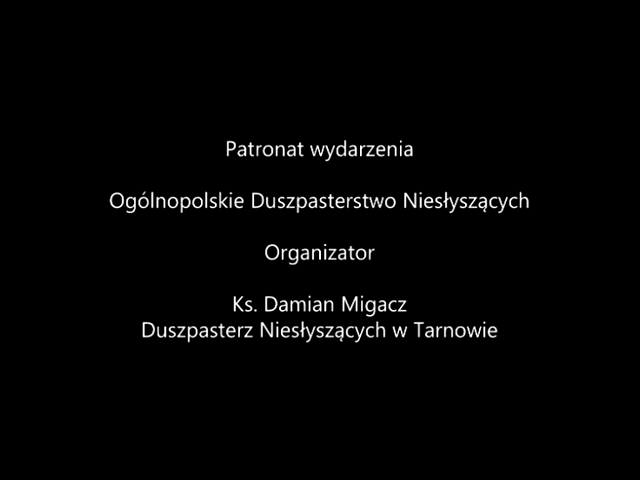 Patronat wydarzenia
Ogólnopolskie Duszpasterstwo Niesłyszących
Organizator
Ks. Damian Migacz
Duszpasterz Niesłyszących w Tarnowie